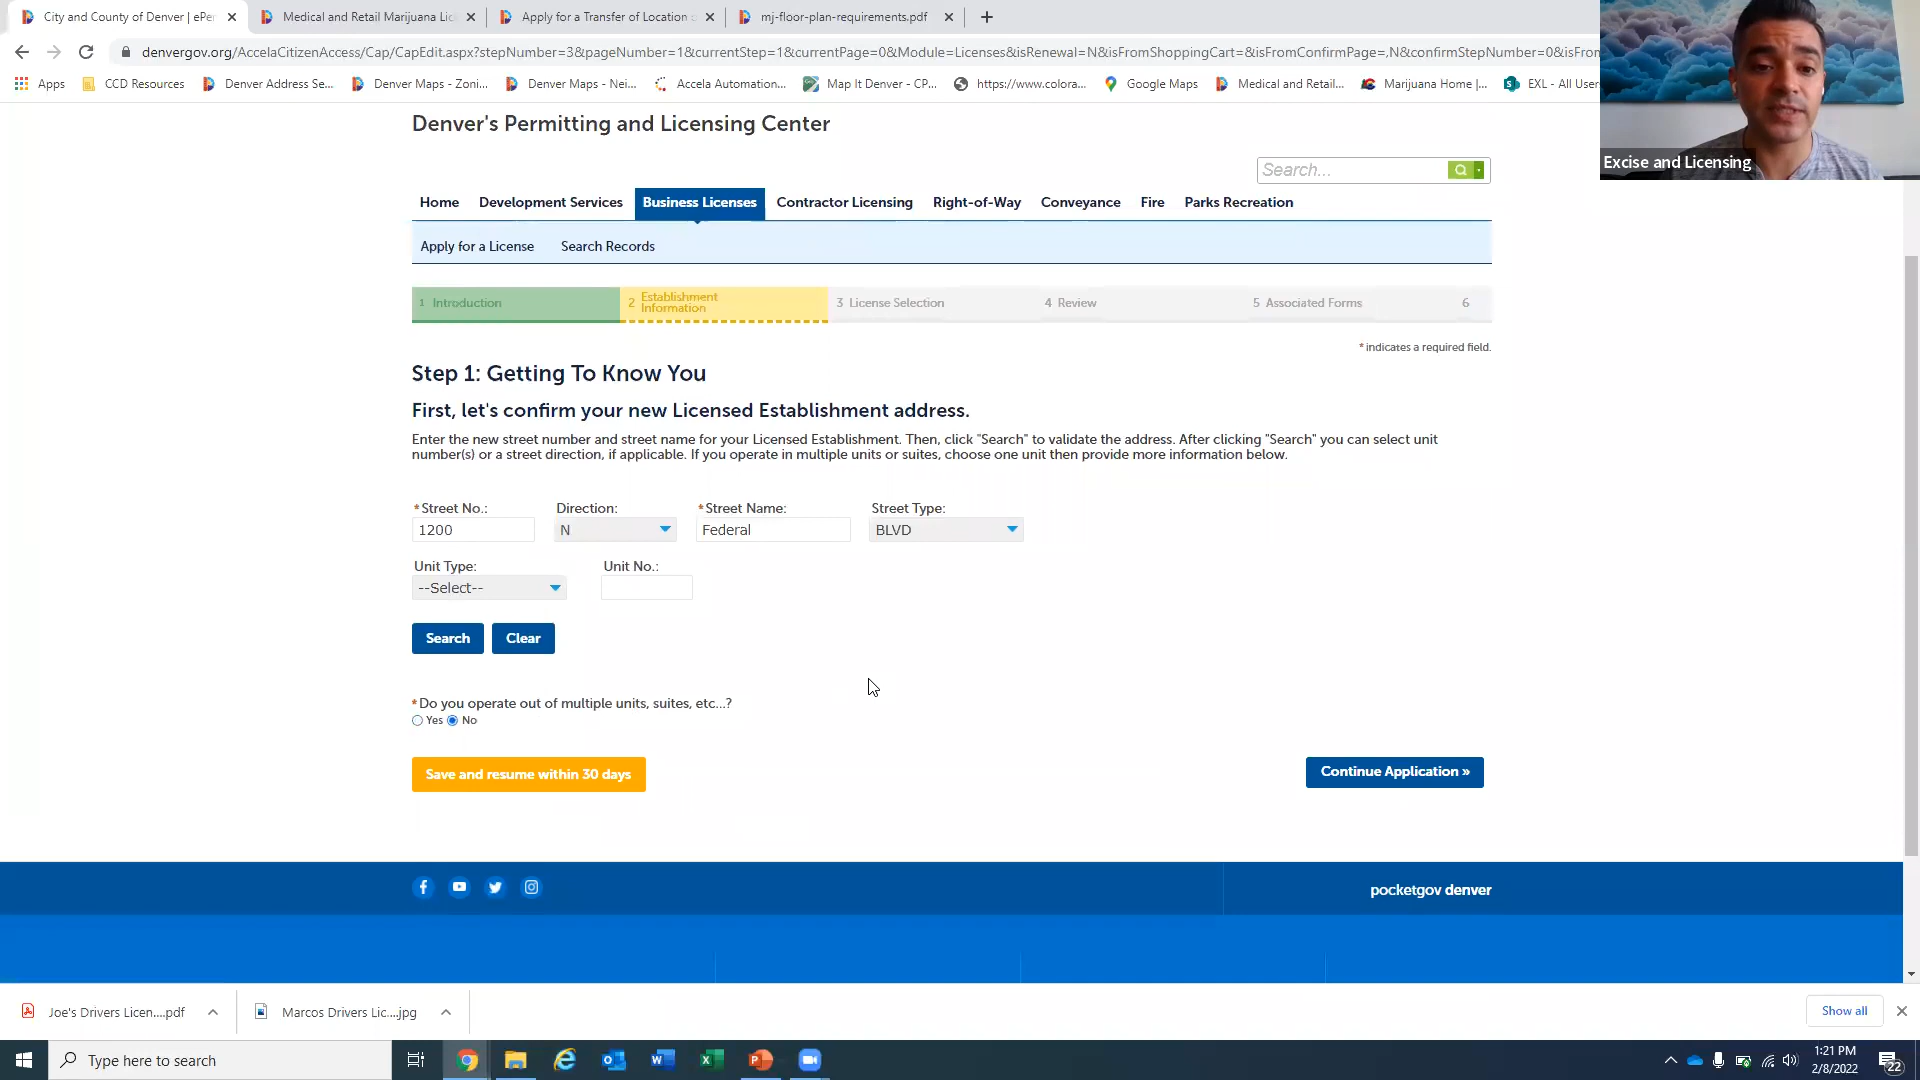 City and County of Denver | ePer
Medical and Retail Marijuana Lic
Apply for a Transfer of Location o
mj-floor-plan-requirements.pdf
denvergov.org/AccelaCitizenAccess/Cap/CapEdit.aspx?stepNumber=3&pageNumber=1&currentStep=1&currentPage=0&Module=Licenses&isRenewal=N&isFromShoppingCart=&isFromConfirmPage=,N&confirmStepNumber=0&isFrom
Apps
CCD Resources
Denver Address Se...
Denver Maps - Zoni...
Denver Maps - Nei...
Accela Automation...
Map It Denver - CP...
https://www.colora...
Google Maps
Medical and Retail...
Marijuana Home |...
EXL - All User
Excise and Licensing
Denver's Permitting and Licensing Center
Search...
Home Development Services Business Licenses Contractor Licensing Right-of-Way Conveyance Fire Parks Recreation
Apply for a License Search Records
1 Introduction
2 Establishment
Information
3 License Selection
4 Review
5 Associated Forms
6
* indicates a required field.
Step 1: Getting To Know You
First, let's confirm your new Licensed Establishment address.
Enter the new street number and street name for your Licensed Establishment. Then, click "Search" to validate the address. After clicking "Search" you can select unit
number(s) or a street direction, if applicable. If you operate in multiple units or suites, choose one unit then provide more information below.
*Street No.: Direction: *Street Name: Street Type:
1200 N Federal BLVD
Unit Type: Unit No.:
--Select--
Search Clear
*Do you operate out of multiple units, suites, etc...?
Yes No
Save and resume within 30 days
Continue Application »
pocketgov denver
Joe's Drivers Licen....pdf
Marcos Drivers Lic....jpg
Show all
Type here to search
1:21 PM
2/8/2022
22